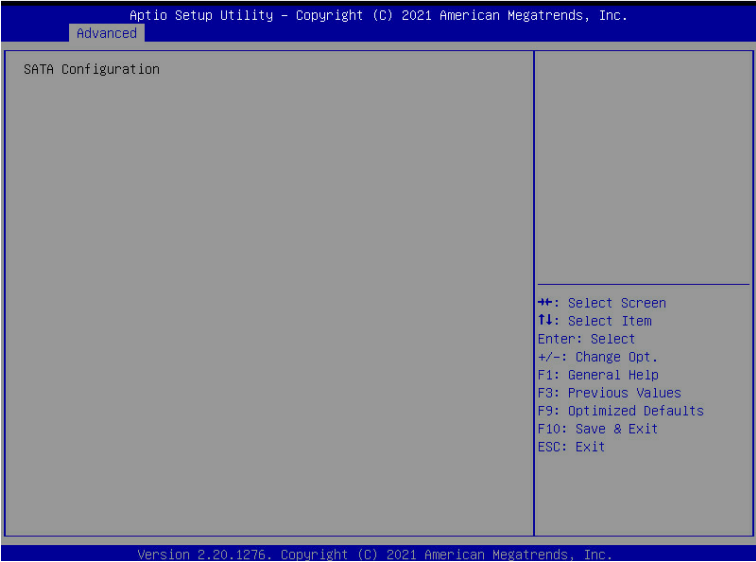 Aptio Setup Utility – Copyright (C) 2021 American Megatrends, Inc.
Advanced
SATA Configuration
→←: Select Screen
↑↓: Select Item
Enter: Select
+/-: Change Opt.
F1: General Help
F3: Previous Values
F9: Optimized Defaults
F10: Save & Exit
ESC: Exit
Version 2.20.1276. Copyright (C) 2021 American Megatrends, Inc.